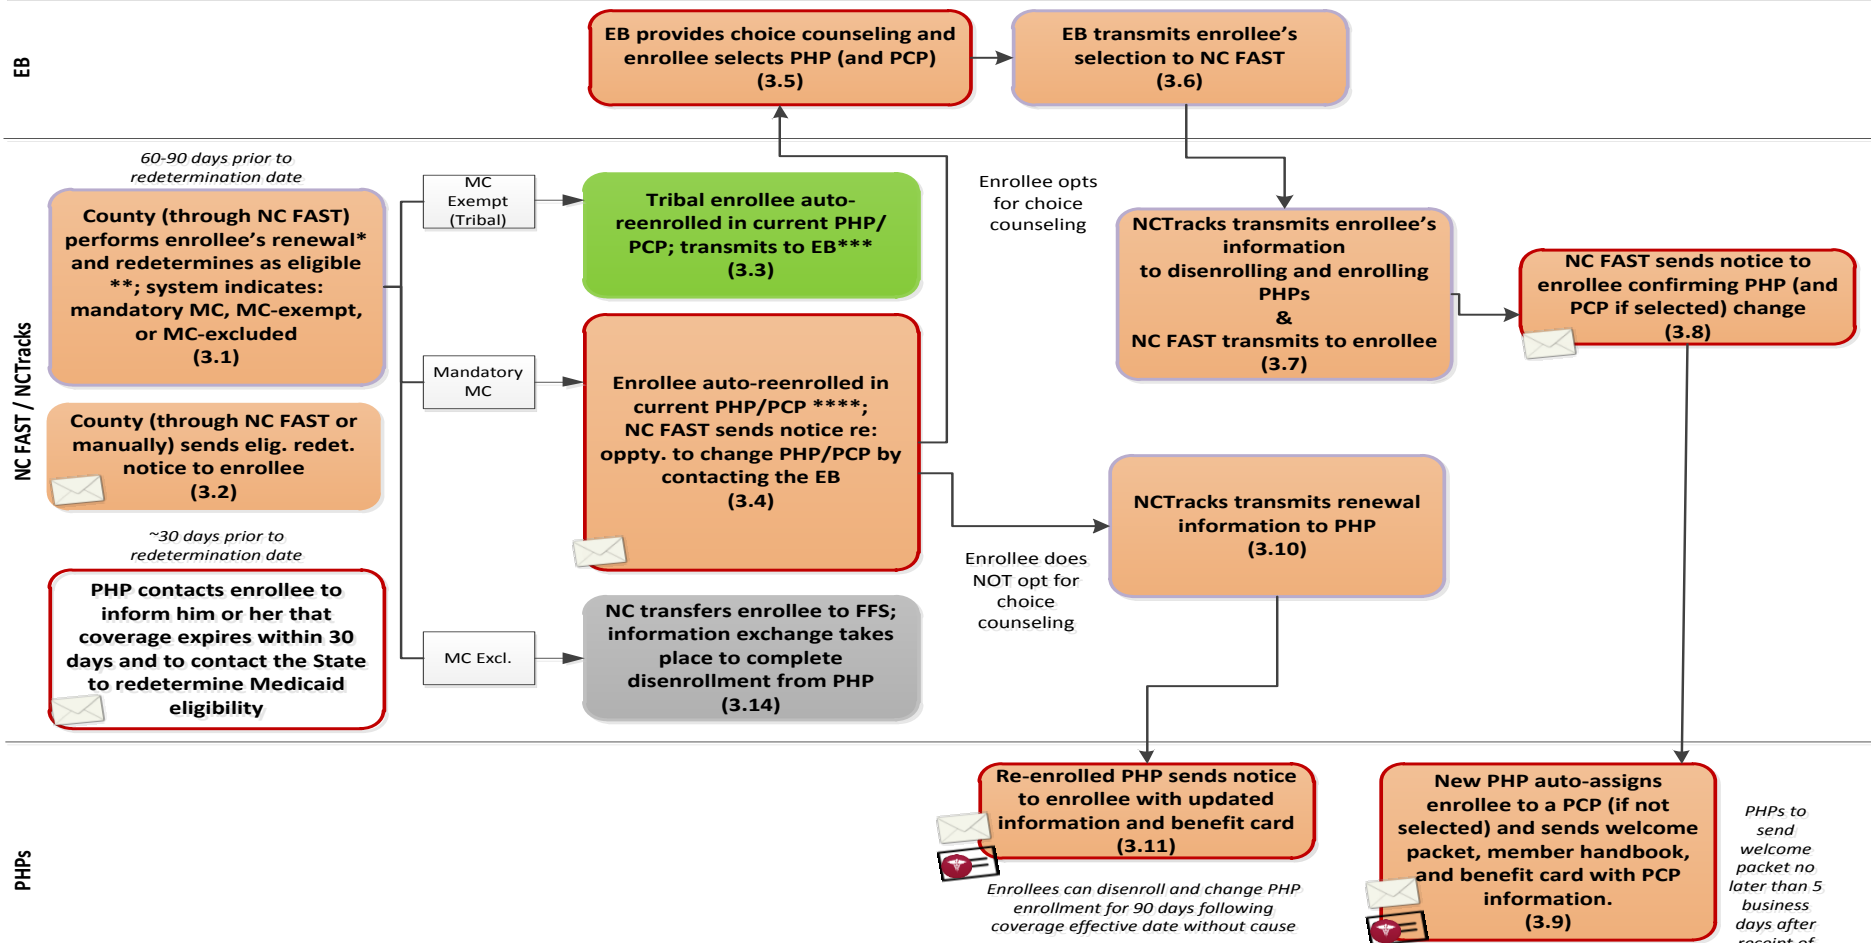 EB
EB provides choice counseling and
enrollee selects PHP (and PCP)
(3.5)
EB transmits enrollee's
selection to NC FAST
(3.6)
NC FAST / NCTracks
60-90 days prior to
redetermination date
County (through NC FAST)
performs enrollee's renewal*
and redetermines as eligible
**; system indicates:
mandatory MC, MC-exempt,
or MC-excluded
(3.1)
County (through NC FAST or
manually) sends elig. redet.
notice to enrollee
(3.2)
~30 days prior to
redetermination date
PHP contacts enrollee to
inform him or her that
coverage expires within 30
days and to contact the State
to redetermine Medicaid
eligibility
MC
Exempt
(Tribal)
Mandatory
MC
MC Excl.
Tribal enrollee auto-
reenrolled in current PHP/
PCP; transmits to EB***
(3.3)
Enrollee auto-reenrolled in
current PHP/PCP ****;
NC FAST sends notice re:
oppty. to change PHP/PCP by
contacting the EB
(3.4)
NC transfers enrollee to FFS;
information exchange takes
place to complete
disenrollment from PHP
(3.14)
Enrollee opts
for choice
counseling
NCTracks transmits enrollee's
information
to disenrolling and enrolling
PHPs
&
NC FAST transmits to enrollee
(3.7)
NC FAST sends notice to
enrollee confirming PHP (and
PCP if selected) change
(3.8)
Enrollee does
NOT opt for
choice
counseling
NCTracks transmits renewal
information to PHP
(3.10)
PHPs
Re-enrolled PHP sends notice
to enrollee with updated
information and benefit card
(3.11)
Enrollees can disenroll and change PHP
enrollment for 90 days following
coverage effective date without cause
New PHP auto-assigns
enrollee to a PCP (if not
selected) and sends welcome
packet, member handbook,
and benefit card with PCP
information.
(3.9)
PHPs to
send
welcome
packet no
later than 5
business
days after
receipt of